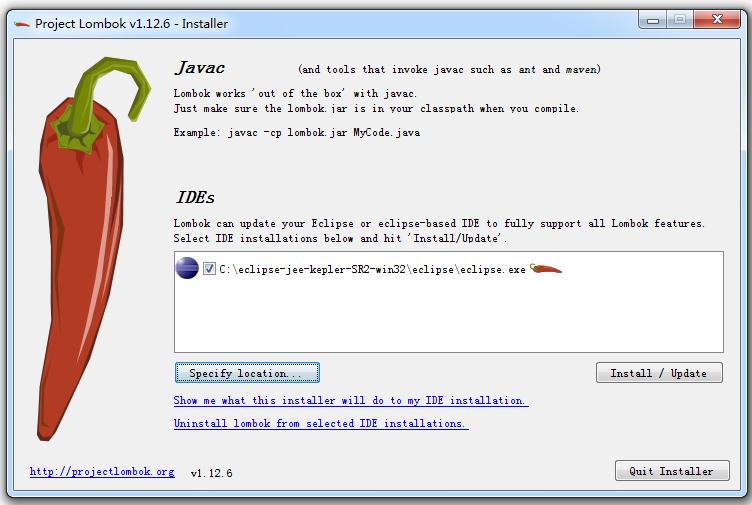 Project Lombok v1.12.6 - Installer
Javac (and tools that invoke javac such as ant and maven)
Lombok works 'out of the box' with javac.
Just make sure the lombok.jar is in your classpath when you compile.
Example: javac -cp lombok.jar MyCode.java
IDEs
Lombok can update your Eclipse or eclipse-based IDE to fully support all Lombok features.
Select IDE installations below and hit 'Install/Update'.
C:\eclipse-jee-kepler-SR2-win32\eclipse\eclipse.exe
Specify location... Install / Update
Show me what this installer will do to my IDE installation.
Uninstall lombok from selected IDE installations.
http://projectlombok.org v1.12.6 Quit Installer